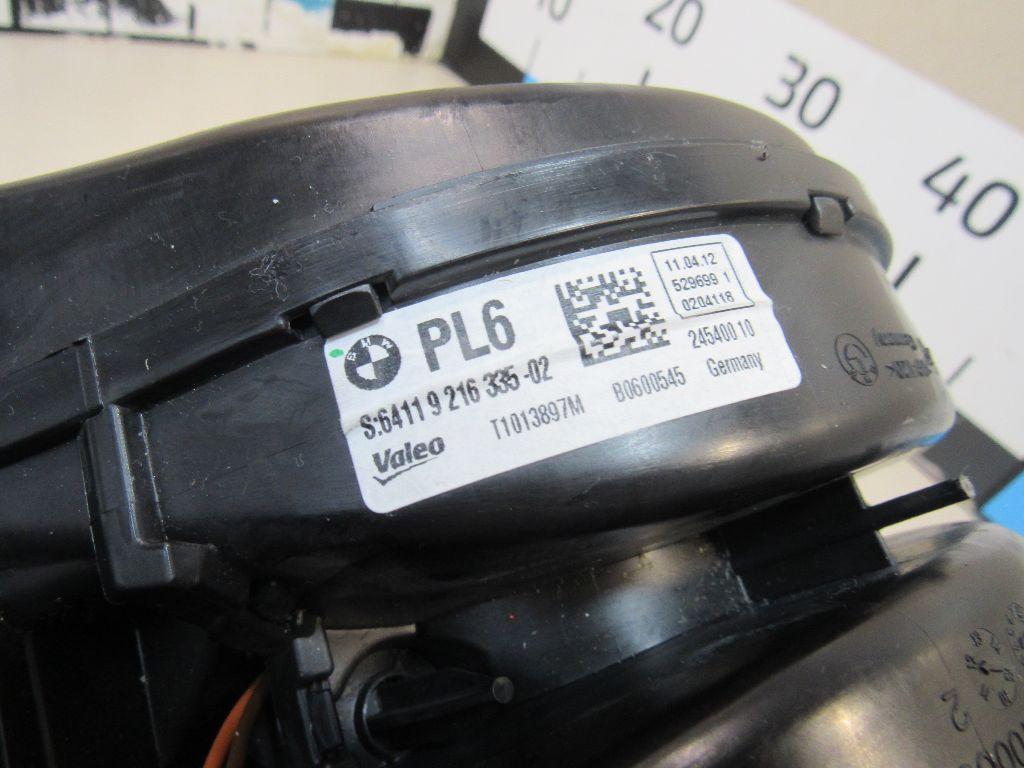 20
30
40
BMW
PL6
11.04.12
529699 1
0204118
S:6411 9 216 335-02
24540010
T1013897M
B0600545
Germany
Valeo